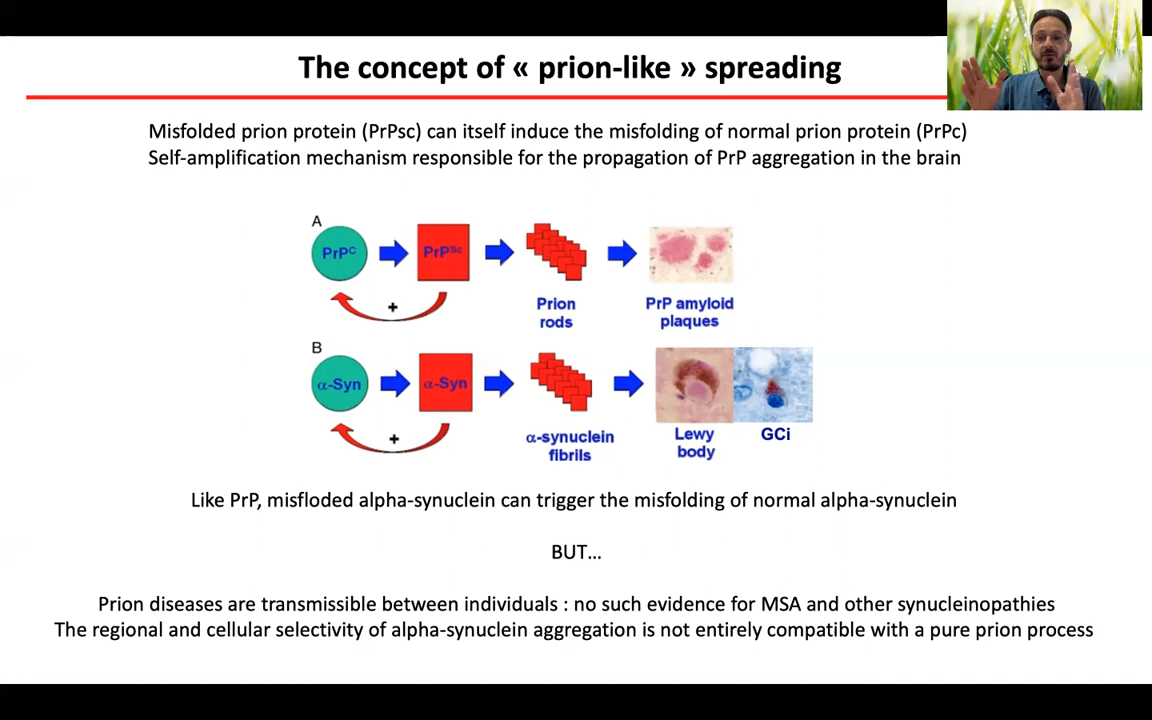 The concept of « prion-like » spreading
Misfolded prion protein (PrPsc) can itself induce the misfolding of normal prion protein (PrPc)
Self-amplification mechanism responsible for the propagation of PrP aggregation in the brain
A
PrPC
PrPSc
+
Prion
rods
PrP amyloid
plaques
B
α-Syn
α-Syn
+
α-synuclein
fibrils
Lewy
body
GCi
Like PrP, misfloded alpha-synuclein can trigger the misfolding of normal alpha-synuclein
BUT...
Prion diseases are transmissible between individuals : no such evidence for MSA and other synucleinopathies
The regional and cellular selectivity of alpha-synuclein aggregation is not entirely compatible with a pure prion process